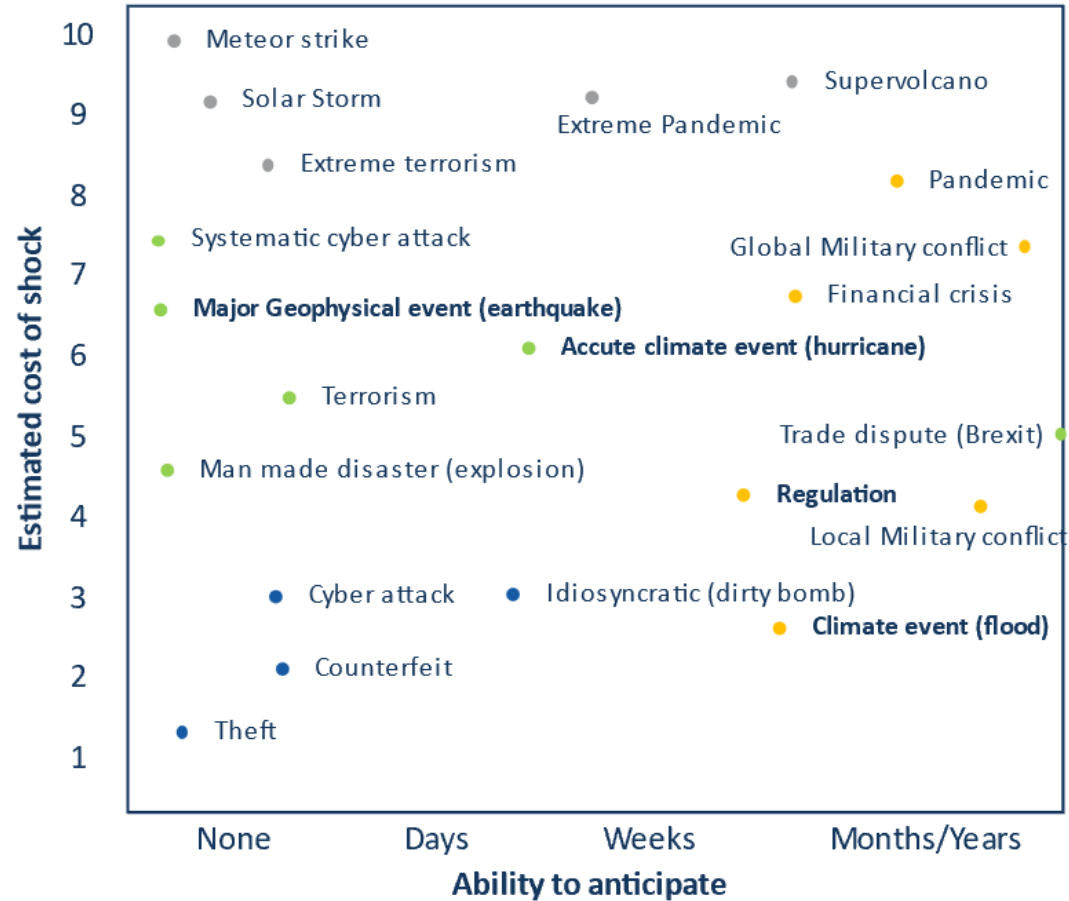 10
Meteor strike
Supervolcano
Solar Storm
9
Extreme Pandemic
Extreme terrorism
8
Pandemic
Systematic cyber attack
Global Military conflict
7
Financial crisis
Major Geophysical event (earthquake)
Accute climate event (hurricane)
6
Terrorism
5
Trade dispute (Brexit)
Man made disaster (explosion)
Regulation
4
Local Military conflict
3
Cyber attack
Idiosyncratic (dirty bomb)
Climate event (flood)
2
Counterfeit
Theft
1
Estimated cost of shock
None
Days
Weeks
Months/Years
Ability to anticipate